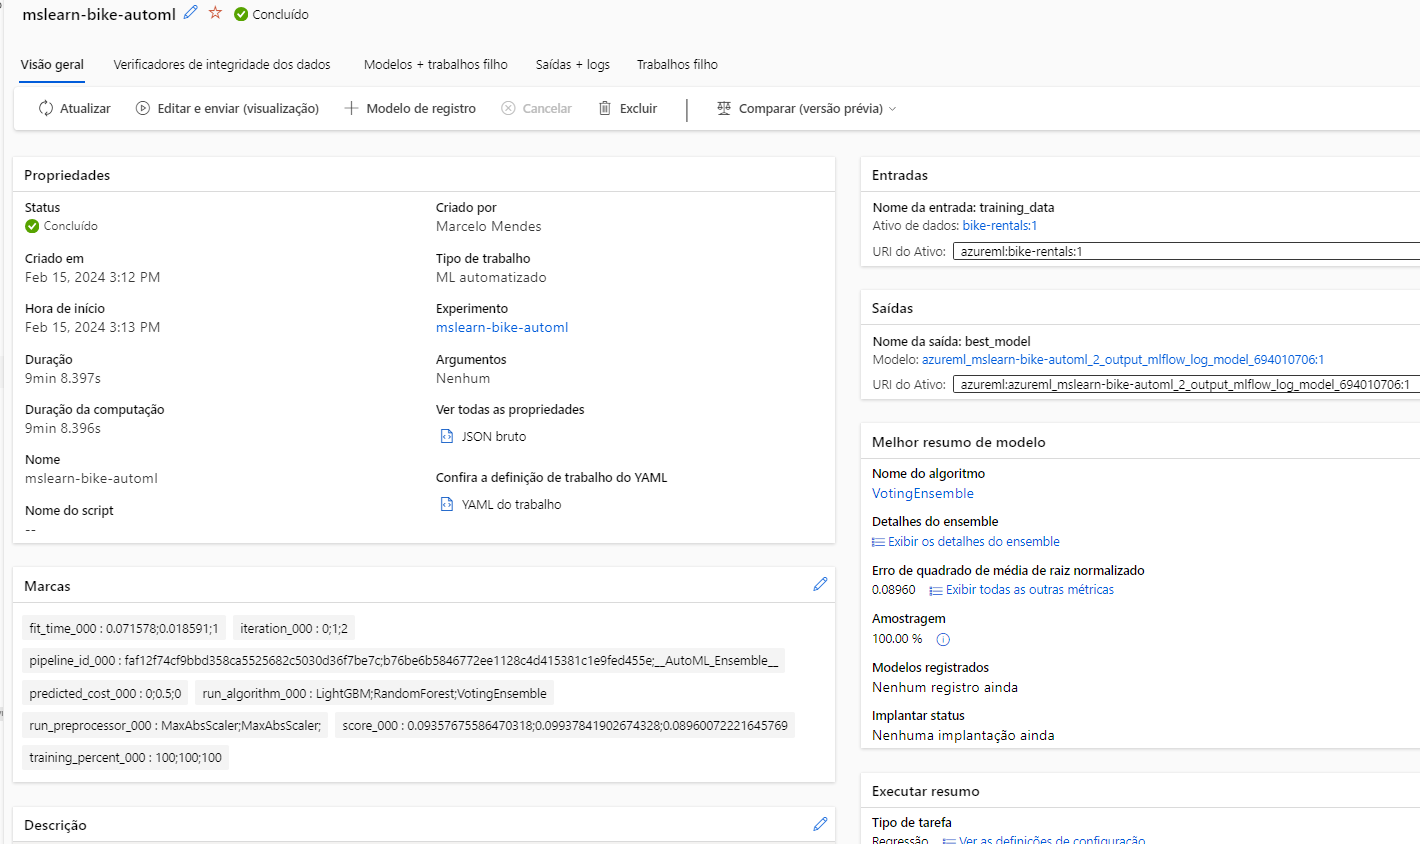 mslearn-bike-automl Concluído
Visão geral Verificadores de integridade dos dados Modelos + trabalhos filho Saídas + logs Trabalhos filho
Atualizar Editar e enviar (visualização) Modelo de registro Cancelar Excluir Comparar (versão prévia)
Propriedades
Status
Concluído
Criado em
Feb 15, 2024 3:12 PM
Hora de início
Feb 15, 2024 3:13 PM
Duração
9min 8.397s
Duração da computação
9min 8.396s
Nome
mslearn-bike-automl
Nome do script
--
Criado por
Marcelo Mendes
Tipo de trabalho
ML automatizado
Experimento
mslearn-bike-automl
Argumentos
Nenhum
Ver todas as propriedades
JSON bruto
Confira a definição de trabalho do YAML
YAML do trabalho
Marcas
fit_time_000 : 0.071578;0.018591;1 iteration_000 : 0;1;2
pipeline_id_000 : faf12f74cf9bbd358ca5525682c5030d36f7be7c;b76be6b5846772ee1128c4d415381c1e9fed455e;__AutoML_Ensemble__
predicted_cost_000 : 0;0.5;0 run_algorithm_000 : LightGBM;RandomForest;VotingEnsemble
run_preprocessor_000 : MaxAbsScaler;MaxAbsScaler; score_000 : 0.09357675586470318;0.09937841902674328;0.08960072221645769
training_percent_000 : 100;100;100
Descrição
Entradas
Nome da entrada: training_data
Ativo de dados: bike-rentals:1
URI do Ativo: azureml:bike-rentals:1
Saídas
Nome da saída: best_model
Modelo: azureml_mslearn-bike-automl_2_output_mlflow_log_model_694010706:1
URI do Ativo: azureml:azureml_mslearn-bike-automl_2_output_mlflow_log_model_694010706:1
Melhor resumo de modelo
Nome do algoritmo
VotingEnsemble
Detalhes do ensemble
Exibir os detalhes do ensemble
Erro de quadrado de média de raiz normalizado
0.08960 Exibir todas as outras métricas
Amostragem
100.00 %
Modelos registrados
Nenhum registro ainda
Implantar status
Nenhuma implantação ainda
Executar resumo
Tipo de tarefa
Regressão Ver as definições de configuração